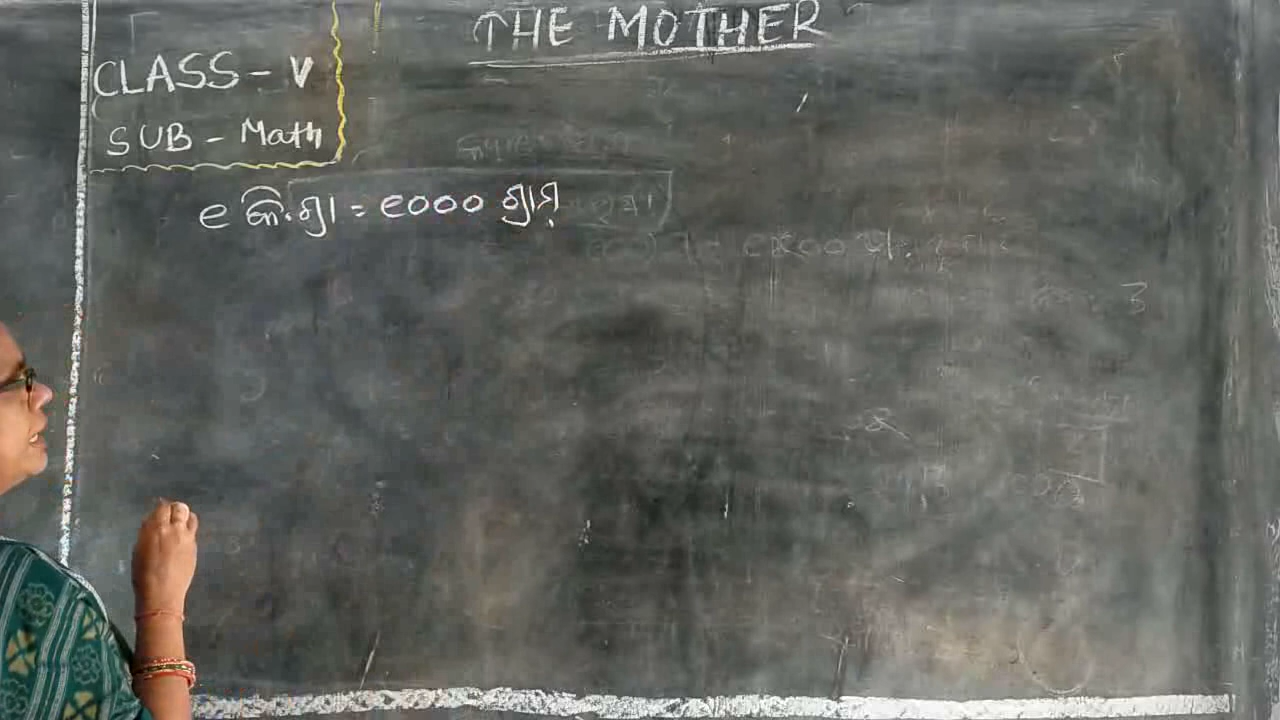 THE MOTHER
CLASS - V
SUB - Math
୧ କି.ଗ୍ରା = ୧୦୦୦ ଗ୍ରାମ୍